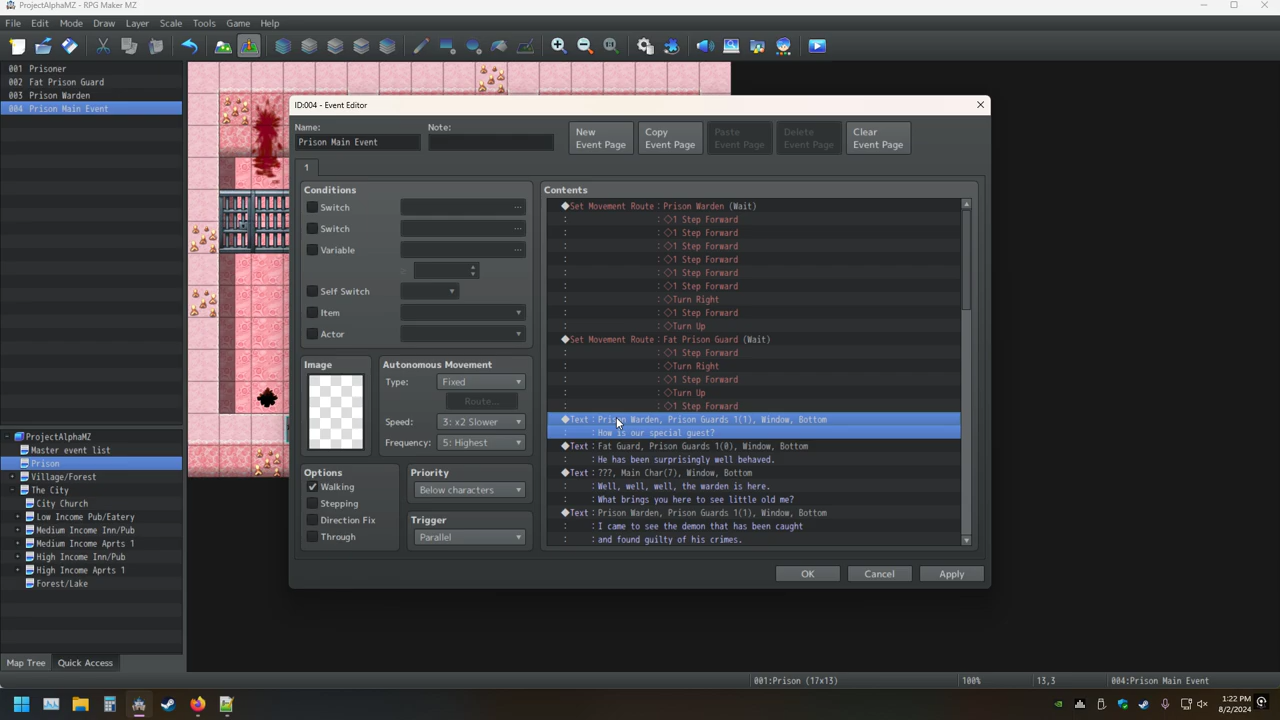 ProjectAlphaMZ - RPG Maker MZ
File Edit Mode Draw Layer Scale Tools Game Help
001 Prisoner
002 Fat Prison Guard
003 Prison Warden
004 Prison Main Event
ID:004 - Event Editor
Name:
Note:
Prison Main Event
New Event Page
Copy Event Page
Paste Event Page
Delete Event Page
Clear Event Page
1
Conditions
Switch
Switch
Variable
Self Switch
Item
Actor
Image
Autonomous Movement
Type: Fixed
Route...
Speed: 3: x2 Slower
Frequency: 5: Highest
Options
Walking
Stepping
Direction Fix
Through
Priority
Below characters
Trigger
Parallel
Contents
◆Set Movement Route：Prison Warden (Wait)
： ：◇1 Step Forward
： ：◇1 Step Forward
： ：◇1 Step Forward
： ：◇1 Step Forward
： ：◇1 Step Forward
： ：◇1 Step Forward
： ：◇Turn Right
： ：◇1 Step Forward
： ：◇Turn Up
◆Set Movement Route：Fat Prison Guard (Wait)
： ：◇1 Step Forward
： ：◇Turn Right
： ：◇1 Step Forward
： ：◇Turn Up
： ：◇1 Step Forward
◆Text：Prison Warden, Prison Guards 1(1), Window, Bottom
： ：How is our special guest?
◆Text：Fat Guard, Prison Guards 1(0), Window, Bottom
： ：He has been surprisingly well behaved.
◆Text：???, Main Char(7), Window, Bottom
： ：Well, well, well, the warden is here.
： ：What brings you here to see little old me?
◆Text：Prison Warden, Prison Guards 1(1), Window, Bottom
： ：I came to see the demon that has been caught
： ：and found guilty of his crimes.
OK
Cancel
Apply
ProjectAlphaMZ
Master event list
Prison
Village/Forest
The City
City Church
Low Income Pub/Eatery
Medium Income Inn/Pub
Medium Income Aprts 1
High Income Inn/Pub
High Income Aprts 1
Forest/Lake
Map Tree
Quick Access
001:Prison (17x13)
100%
13,3
004:Prison Main Event
1:22 PM
8/2/2024